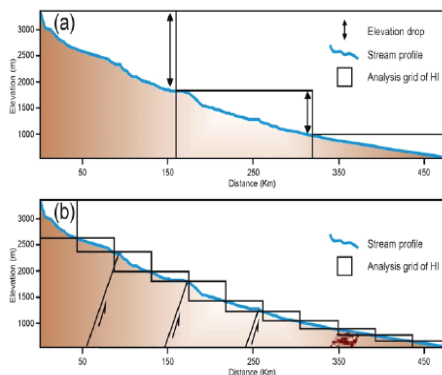 (a)
Elevation drop
Stream profile
Analysis grid of HI
Elevation (m)
3000
2500
2000
1500
1000
50
150
250
350
450
Distance (Km)
(b)
Stream profile
Analysis grid of HI
Elevation (m)
3000
2500
2000
1500
1000
50
150
250
350
450
Distance (Km)